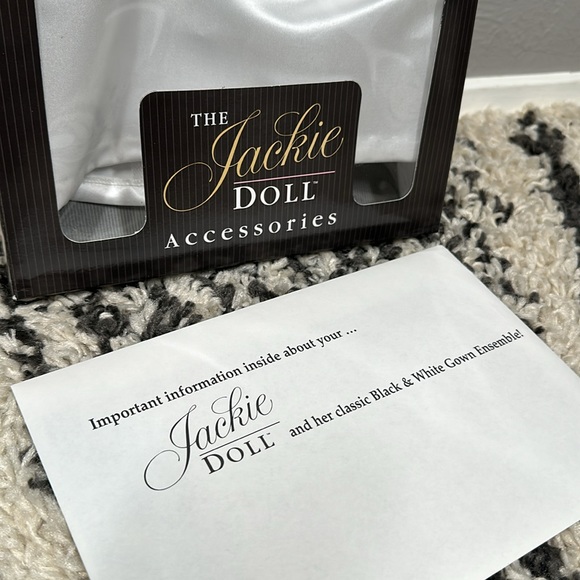 THE
Jackie
DOLL™
Accessories
Important information inside about your ...
Jackie
DOLL™ and her classic Black & White Gown Ensemble!